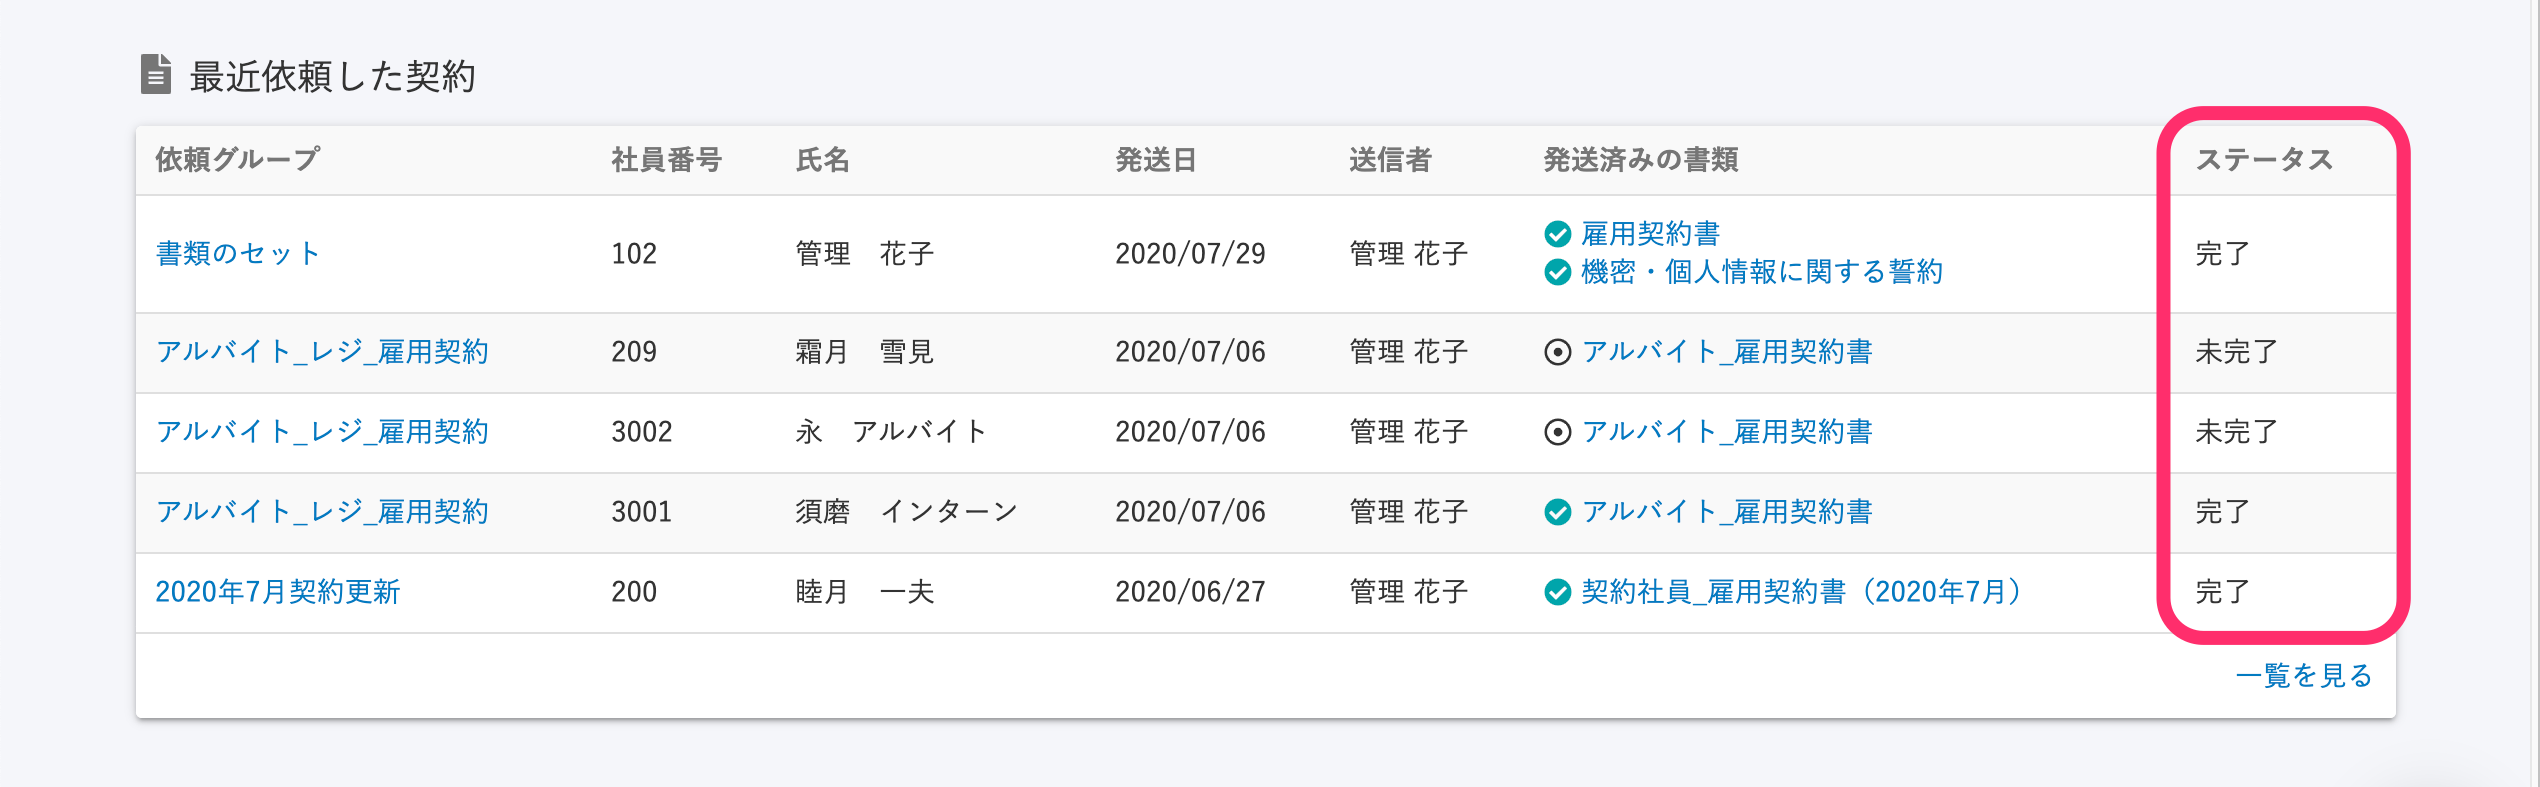 最近依頼した契約
依頼グループ 社員番号 氏名 発送日 送信者 発送済みの書類 ステータス
書類のセット 102 管理　花子 2020/07/29 管理 花子 雇用契約書 完了
機密・個人情報に関する誓約
アルバイト_レジ_雇用契約 209 霜月　雪見 2020/07/06 管理 花子 アルバイト_雇用契約書 未完了
アルバイト_レジ_雇用契約 3002 永　アルバイト 2020/07/06 管理 花子 アルバイト_雇用契約書 未完了
アルバイト_レジ_雇用契約 3001 須磨　インターン 2020/07/06 管理 花子 アルバイト_雇用契約書 完了
2020年7月契約更新 200 睦月　一夫 2020/06/27 管理 花子 契約社員_雇用契約書（2020年7月） 完了
一覧を見る